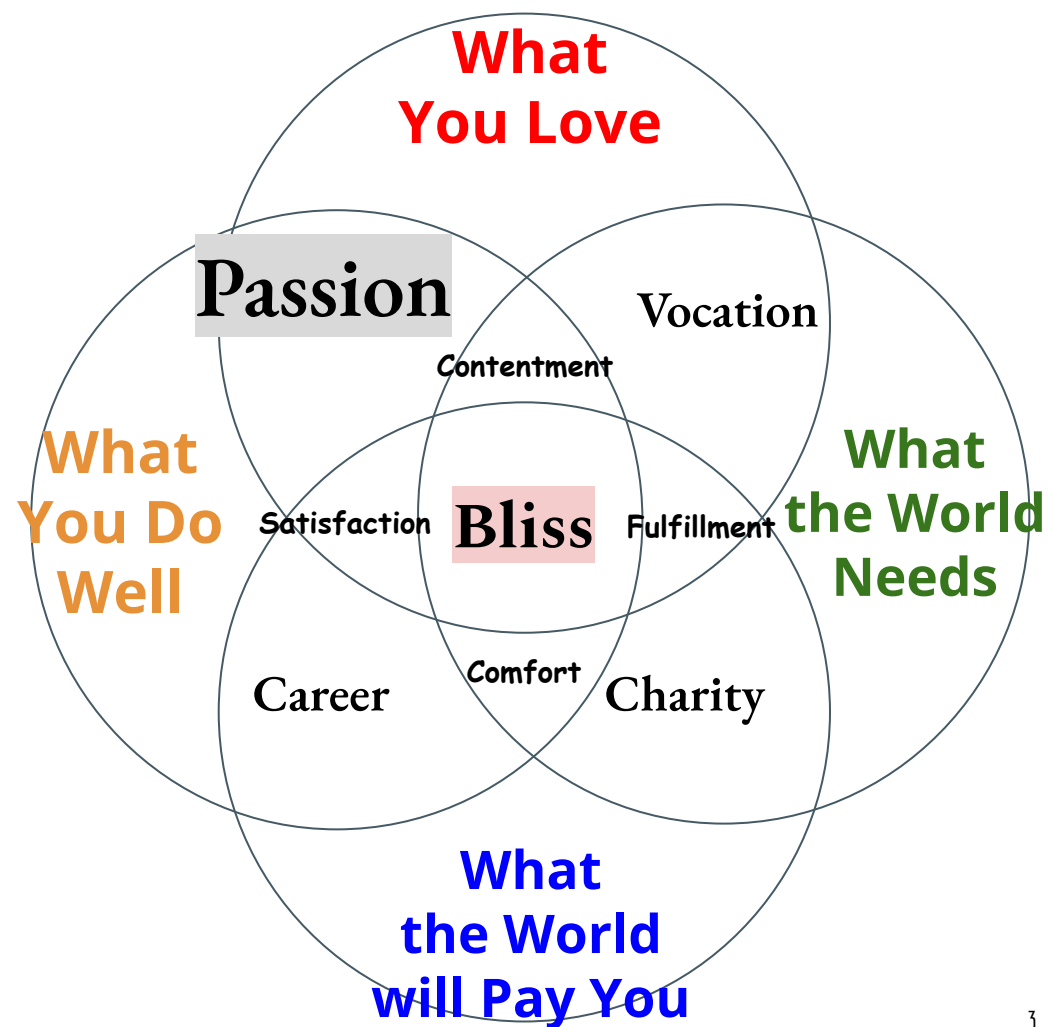 What
You Love
Passion
Vocation
Contentment
What
You Do
Well
Satisfaction
Bliss
Fulfillment
What
the World
Needs
Career
Comfort
Charity
What
the World
will Pay You
3